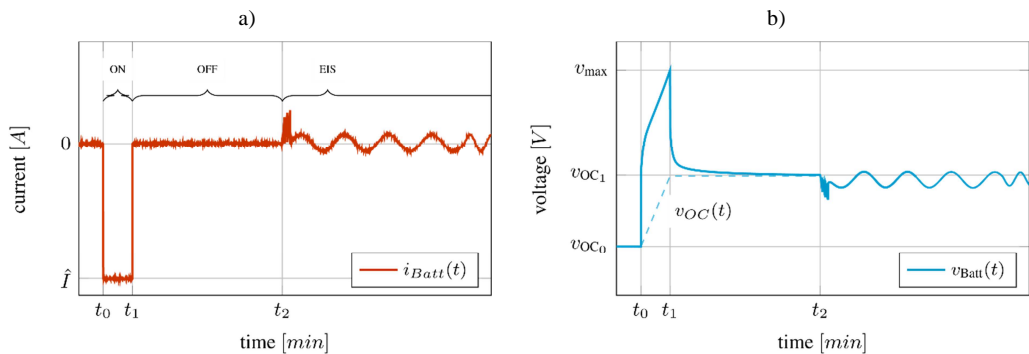 a)
ON
OFF
EIS
current [A]
0
Î
i_Batt(t)
t₀
t₁
t₂
time [min]
b)
voltage [V]
v_max
v_OC₁
v_OC₀
v_OC(t)
v_Batt(t)
t₀
t₁
t₂
time [min]